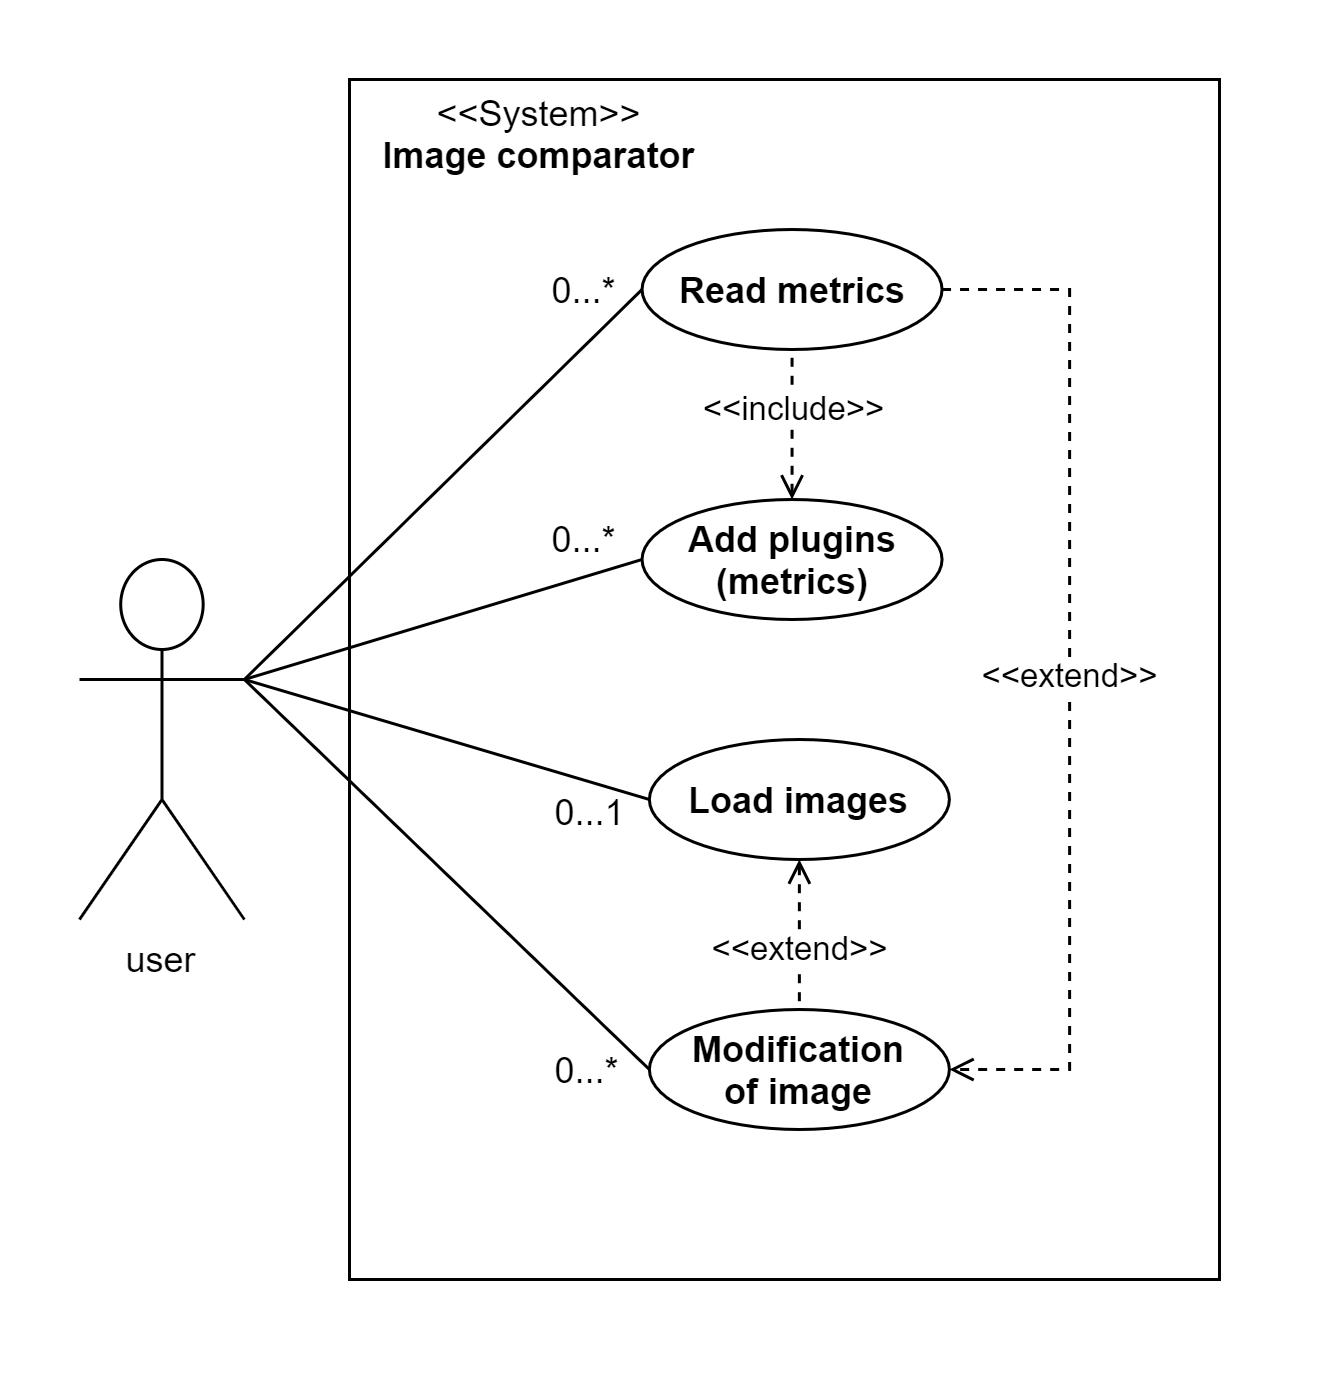 <<System>>
Image comparator
0...*
Read metrics
<<include>>
0...*
Add plugins
(metrics)
<<extend>>
Load images
0...1
<<extend>>
user
0...*
Modification
of image